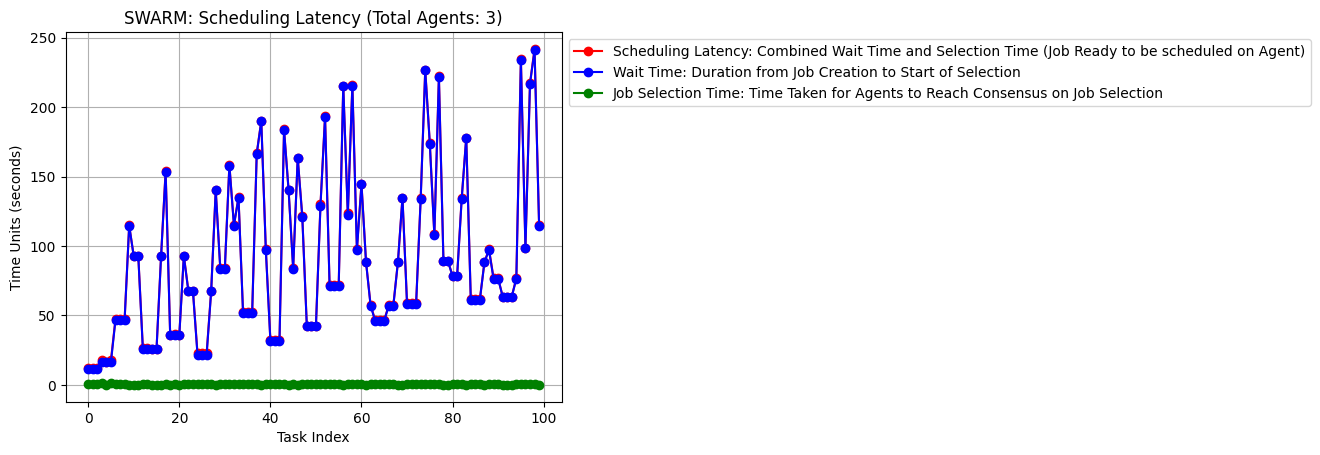 SWARM: Scheduling Latency (Total Agents: 3)
250
200
150
100
50
0
Time Units (seconds)
0 20 40 60 80 100
Task Index
Scheduling Latency: Combined Wait Time and Selection Time (Job Ready to be scheduled on Agent)
Wait Time: Duration from Job Creation to Start of Selection
Job Selection Time: Time Taken for Agents to Reach Consensus on Job Selection